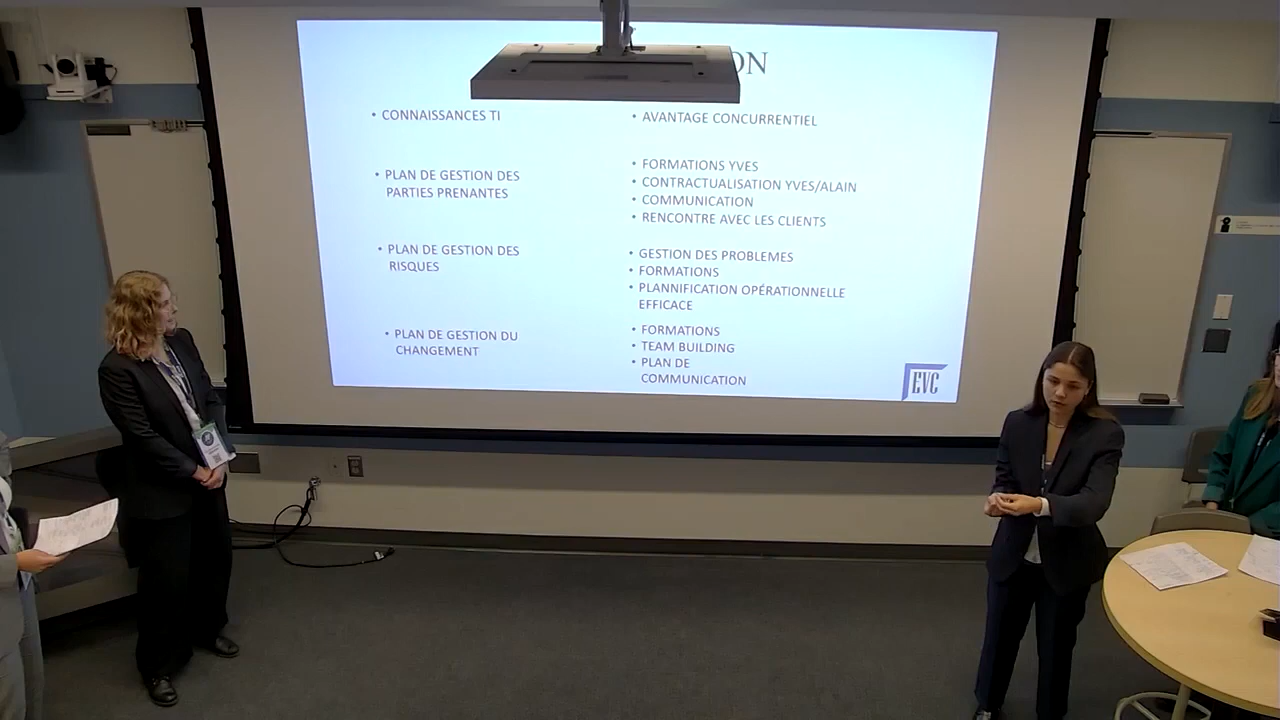 ON
• CONNAISSANCES TI
• PLAN DE GESTION DES
PARTIES PRENANTES
• PLAN DE GESTION DES
RISQUES
• PLAN DE GESTION DU
CHANGEMENT
• AVANTAGE CONCURRENTIEL
• FORMATIONS YVES
• CONTRACTUALISATION YVES/ALAIN
• COMMUNICATION
• RENCONTRE AVEC LES CLIENTS
• GESTION DES PROBLEMES
• FORMATIONS
• PLANNIFICATION OPÉRATIONNELLE
EFFICACE
• FORMATIONS
• TEAM BUILDING
• PLAN DE
COMMUNICATION
EVC